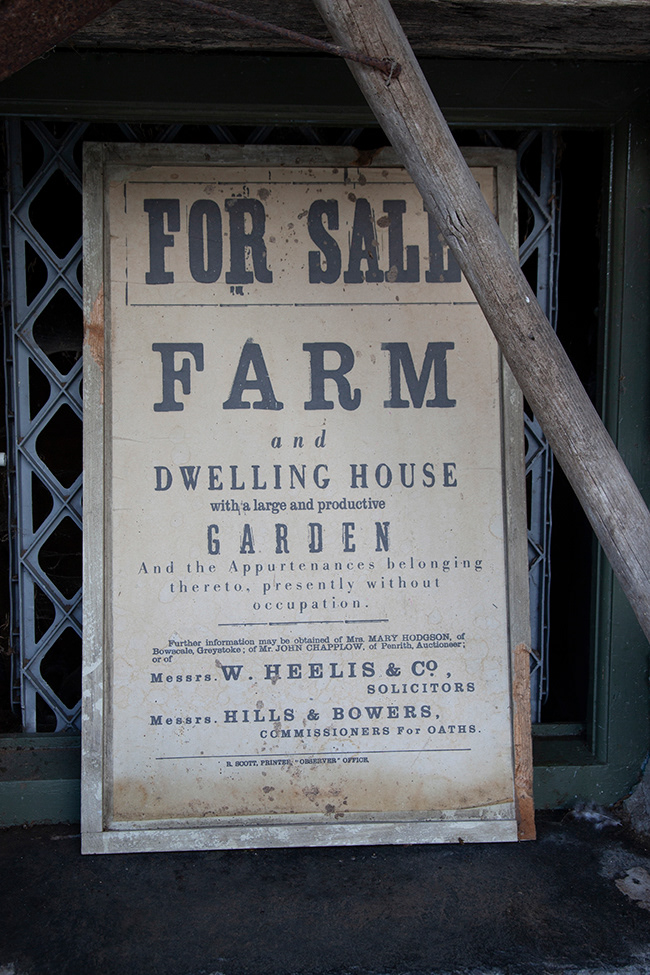 FOR SALE
FARM
and
DWELLING HOUSE
with a large and productive
GARDEN
And the Appurtenances belonging
thereto, presently without
occupation.
Further information may be obtained of Mrs. MARY HODGSON, of
Bowscale, Greystoke; of Mr. JOHN CHAPPLOW, of Penrith, Auctioneer;
or of
Messrs. W. HEELIS & Co,
SOLICITORS
Messrs. HILLS & BOWERS,
COMMISSIONERS For OATHS.
R. SCOTT, PRINTER, "OBSERVER" OFFICE.